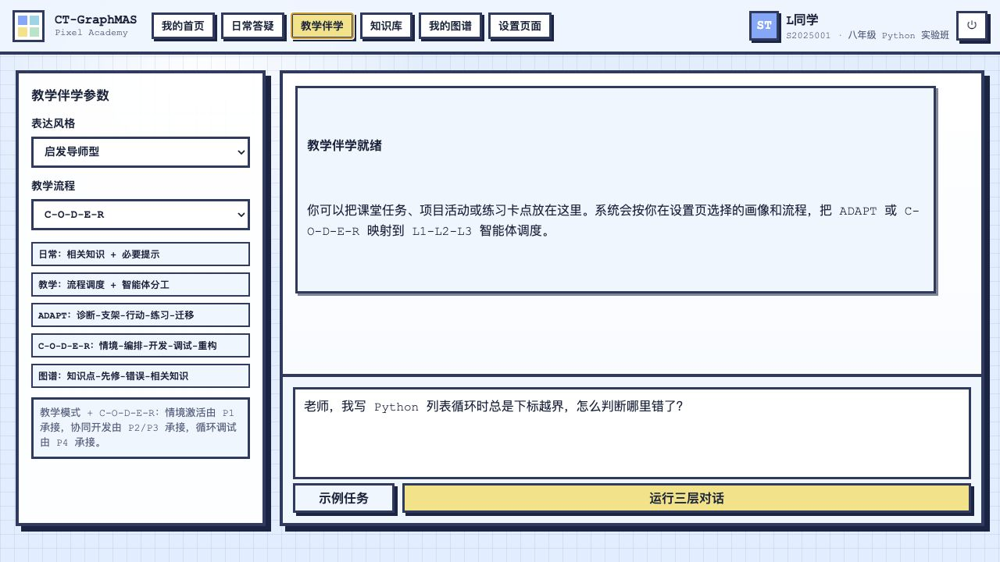 CT-GraphMAS
Pixel Academy
我的首页
日常答疑
教学伴学
知识库
我的图谱
设置页面
ST
L同学
S2025001 · 八年级 Python 实验班
教学伴学参数
表达风格
启发导师型
教学流程
C-O-D-E-R
日常：相关知识 + 必要提示
教学：流程调度 + 智能体分工
ADAPT：诊断-支架-行动-练习-迁移
C-O-D-E-R：情境-编排-开发-调试-重构
图谱：知识点-先修-错误-相关知识
教学模式 + C-O-D-E-R：情境激活由 P1
承接，协同开发由 P2/P3 承接，循环调试
由 P4 承接。
教学伴学就绪
你可以把课堂任务、项目活动或练习卡点放在这里。系统会按你在设置页选择的画像和流程，把 ADAPT 或 C-
O-D-E-R 映射到 L1-L2-L3 智能体调度。
老师，我写 Python 列表循环时总是下标越界，怎么判断哪里错了？
示例任务
运行三层对话